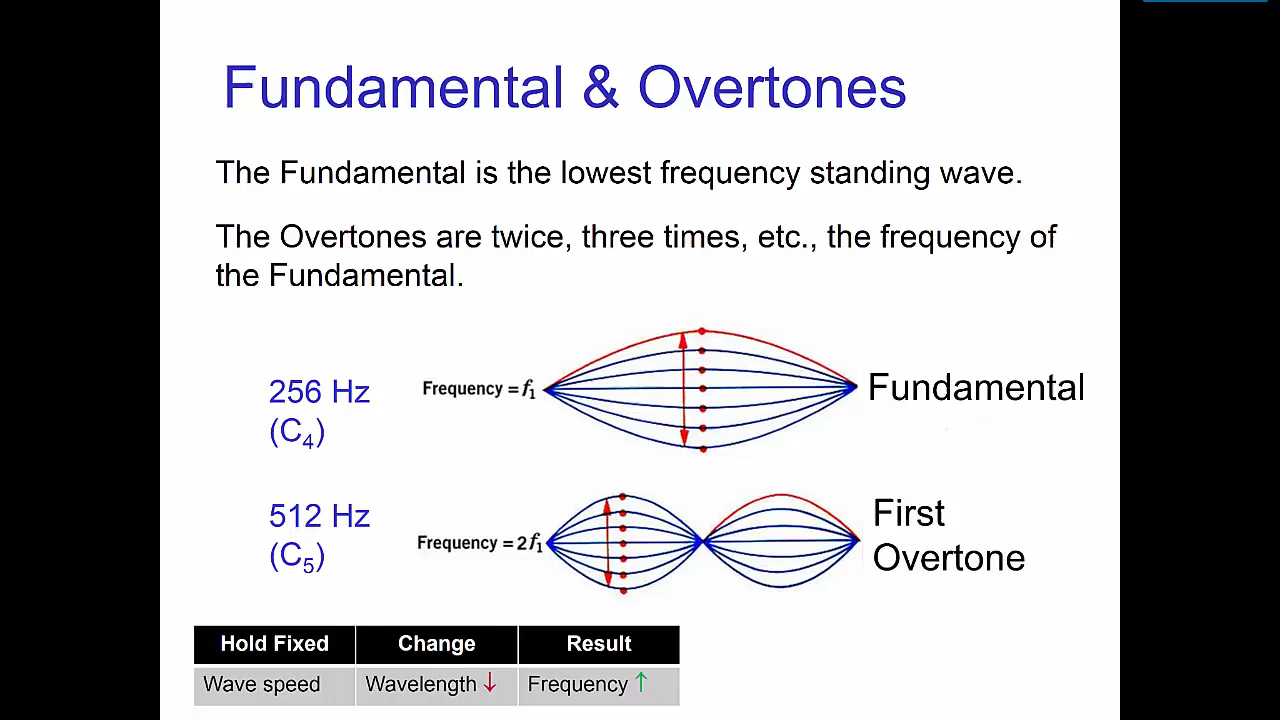 Fundamental & Overtones
The Fundamental is the lowest frequency standing wave.
The Overtones are twice, three times, etc., the frequency of
the Fundamental.
256 Hz
(C₄)
Frequency = f₁
Fundamental
512 Hz
(C₅)
Frequency = 2f₁
First
Overtone
Hold Fixed Change Result
Wave speed Wavelength ↓ Frequency ↑